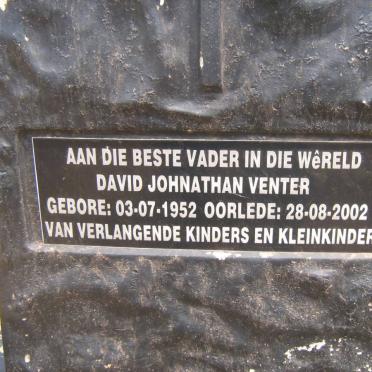 AAN DIE BESTE VADER IN DIE WêRELD
DAVID JOHNATHAN VENTER
GEBORE: 03-07-1952 OORLEDE: 28-08-2002
VAN VERLANGENDE KINDERS EN KLEINKINDER